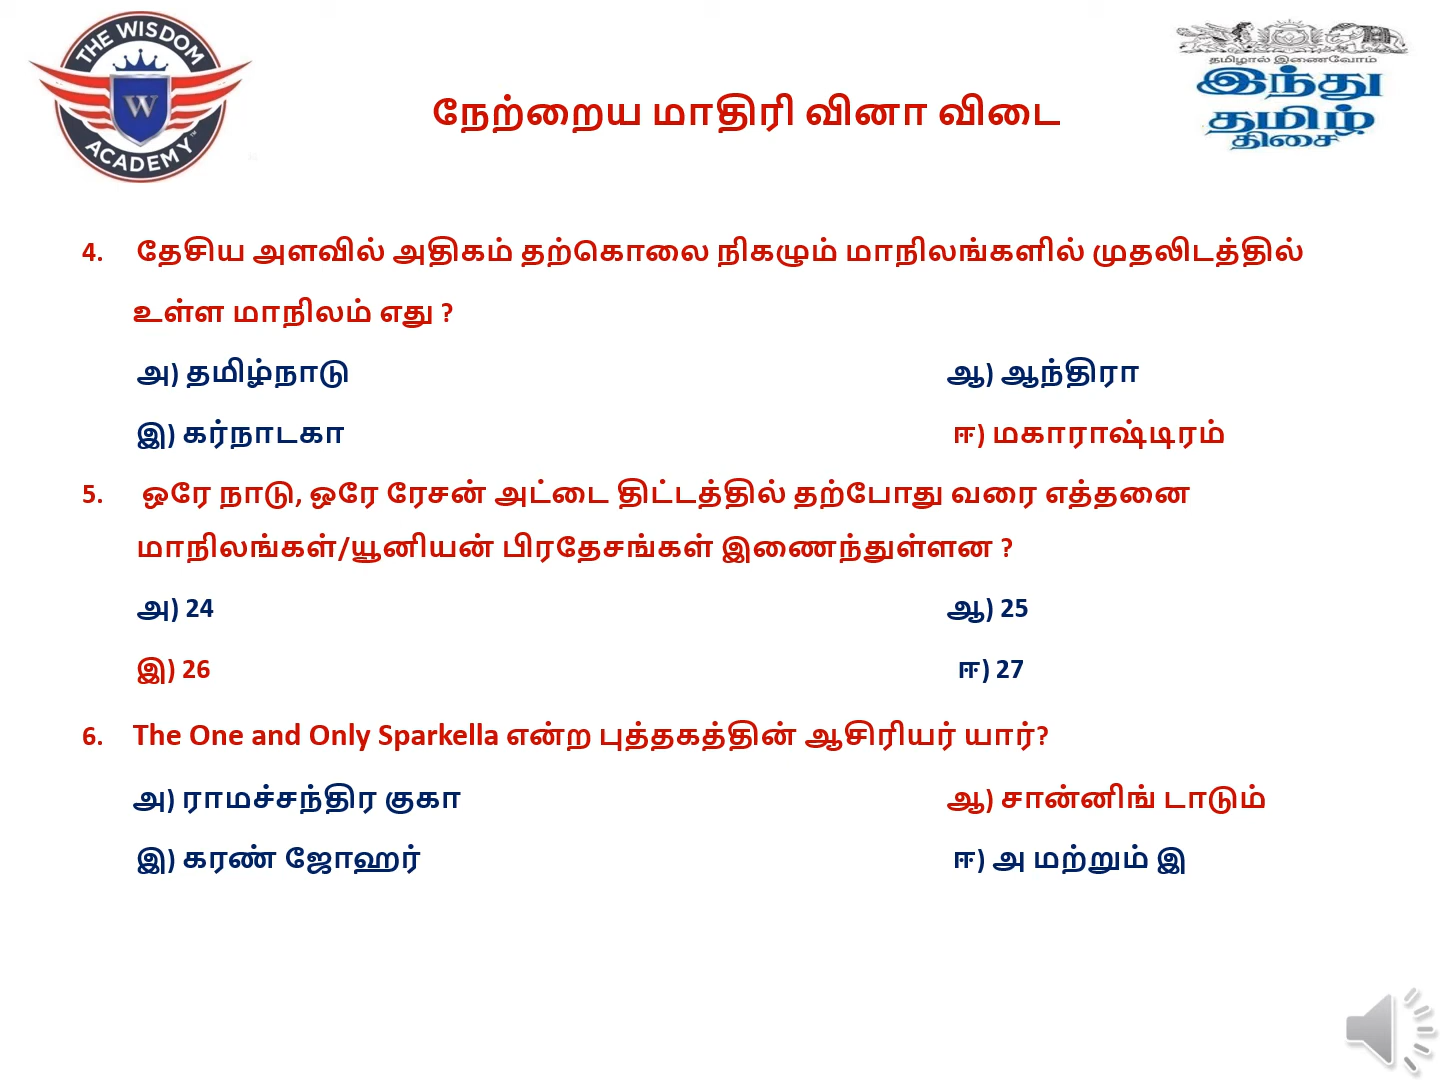 THE WISDOM
W
ACADEMY™
தமிழால் இணைவோம்
இந்து
தமிழ்
திசை
நேற்றைய மாதிரி வினா விடை
4. தேசிய அளவில் அதிகம் தற்கொலை நிகழும் மாநிலங்களில் முதலிடத்தில்
உள்ள மாநிலம் எது ?
அ) தமிழ்நாடு ஆ) ஆந்திரா
இ) கர்நாடகா ஈ) மகாராஷ்டிரம்
5. ஒரே நாடு, ஒரே ரேசன் அட்டை திட்டத்தில் தற்போது வரை எத்தனை
மாநிலங்கள்/யூனியன் பிரதேசங்கள் இணைந்துள்ளன ?
அ) 24 ஆ) 25
இ) 26 ஈ) 27
6. The One and Only Sparkella என்ற புத்தகத்தின் ஆசிரியர் யார்?
அ) ராமச்சந்திர குகா ஆ) சான்னிங் டாடும்
இ) கரண் ஜோஹர் ஈ) அ மற்றும் இ